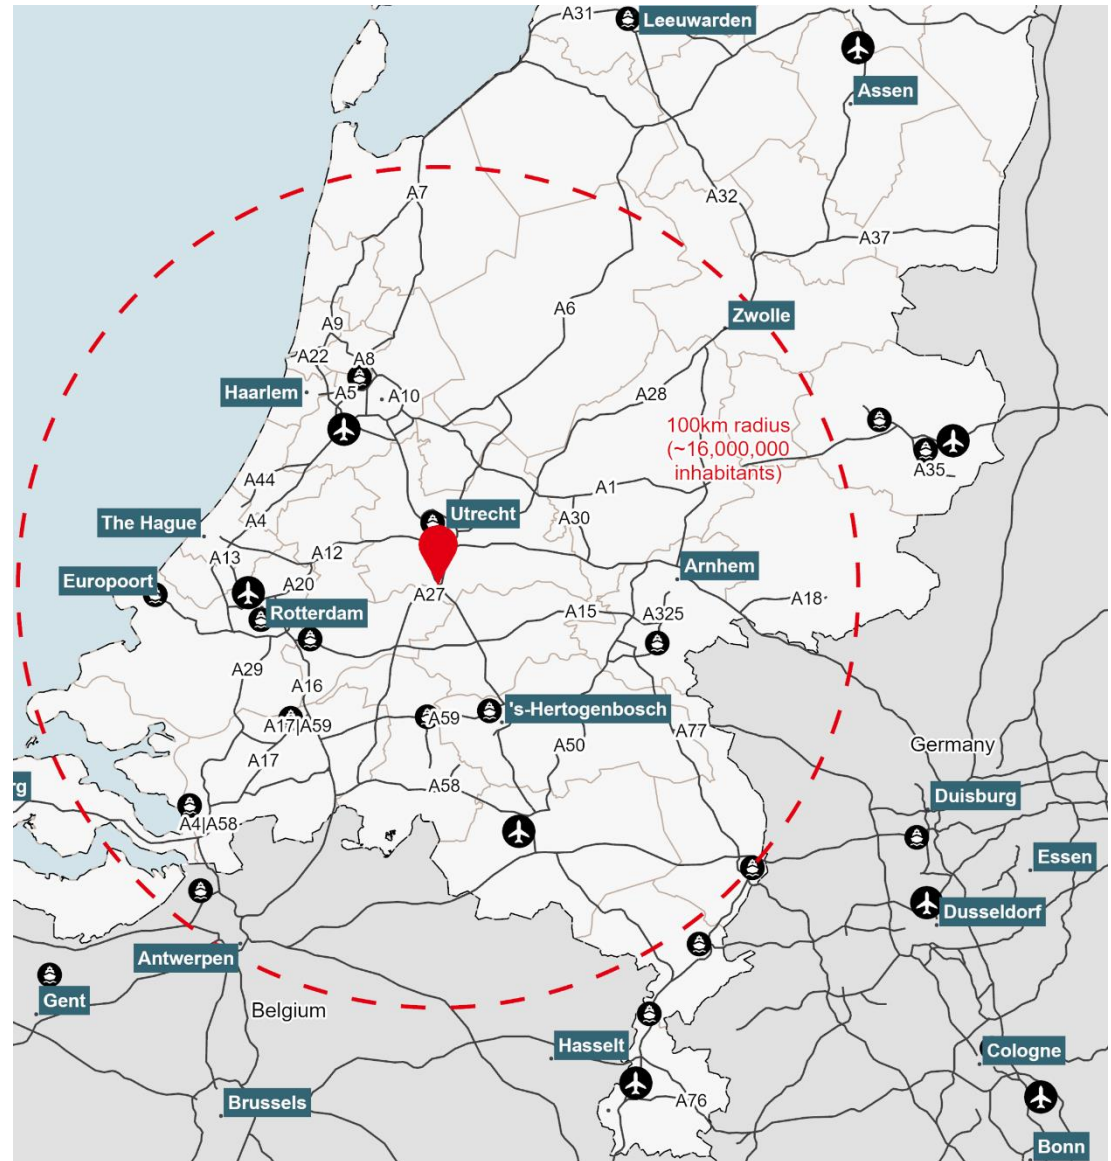 A31
Leeuwarden
Assen
A7
A32
A37
A6
Zwolle
A9
A22
A8
Haarlem
A5
A10
A28
100km radius
(~16,000,000
inhabitants)
A35
A44
A1
Utrecht
The Hague
A4
A30
A13
A12
Arnhem
Europoort
A20
A27
A18
Rotterdam
A15
A325
A29
A16
's-Hertogenbosch
A17|A59
A59
A77
A50
Germany
A17
A58
rg
Duisburg
A4|A58
Essen
Dusseldorf
Antwerpen
Gent
Belgium
Hasselt
Cologne
Brussels
A76
Bonn